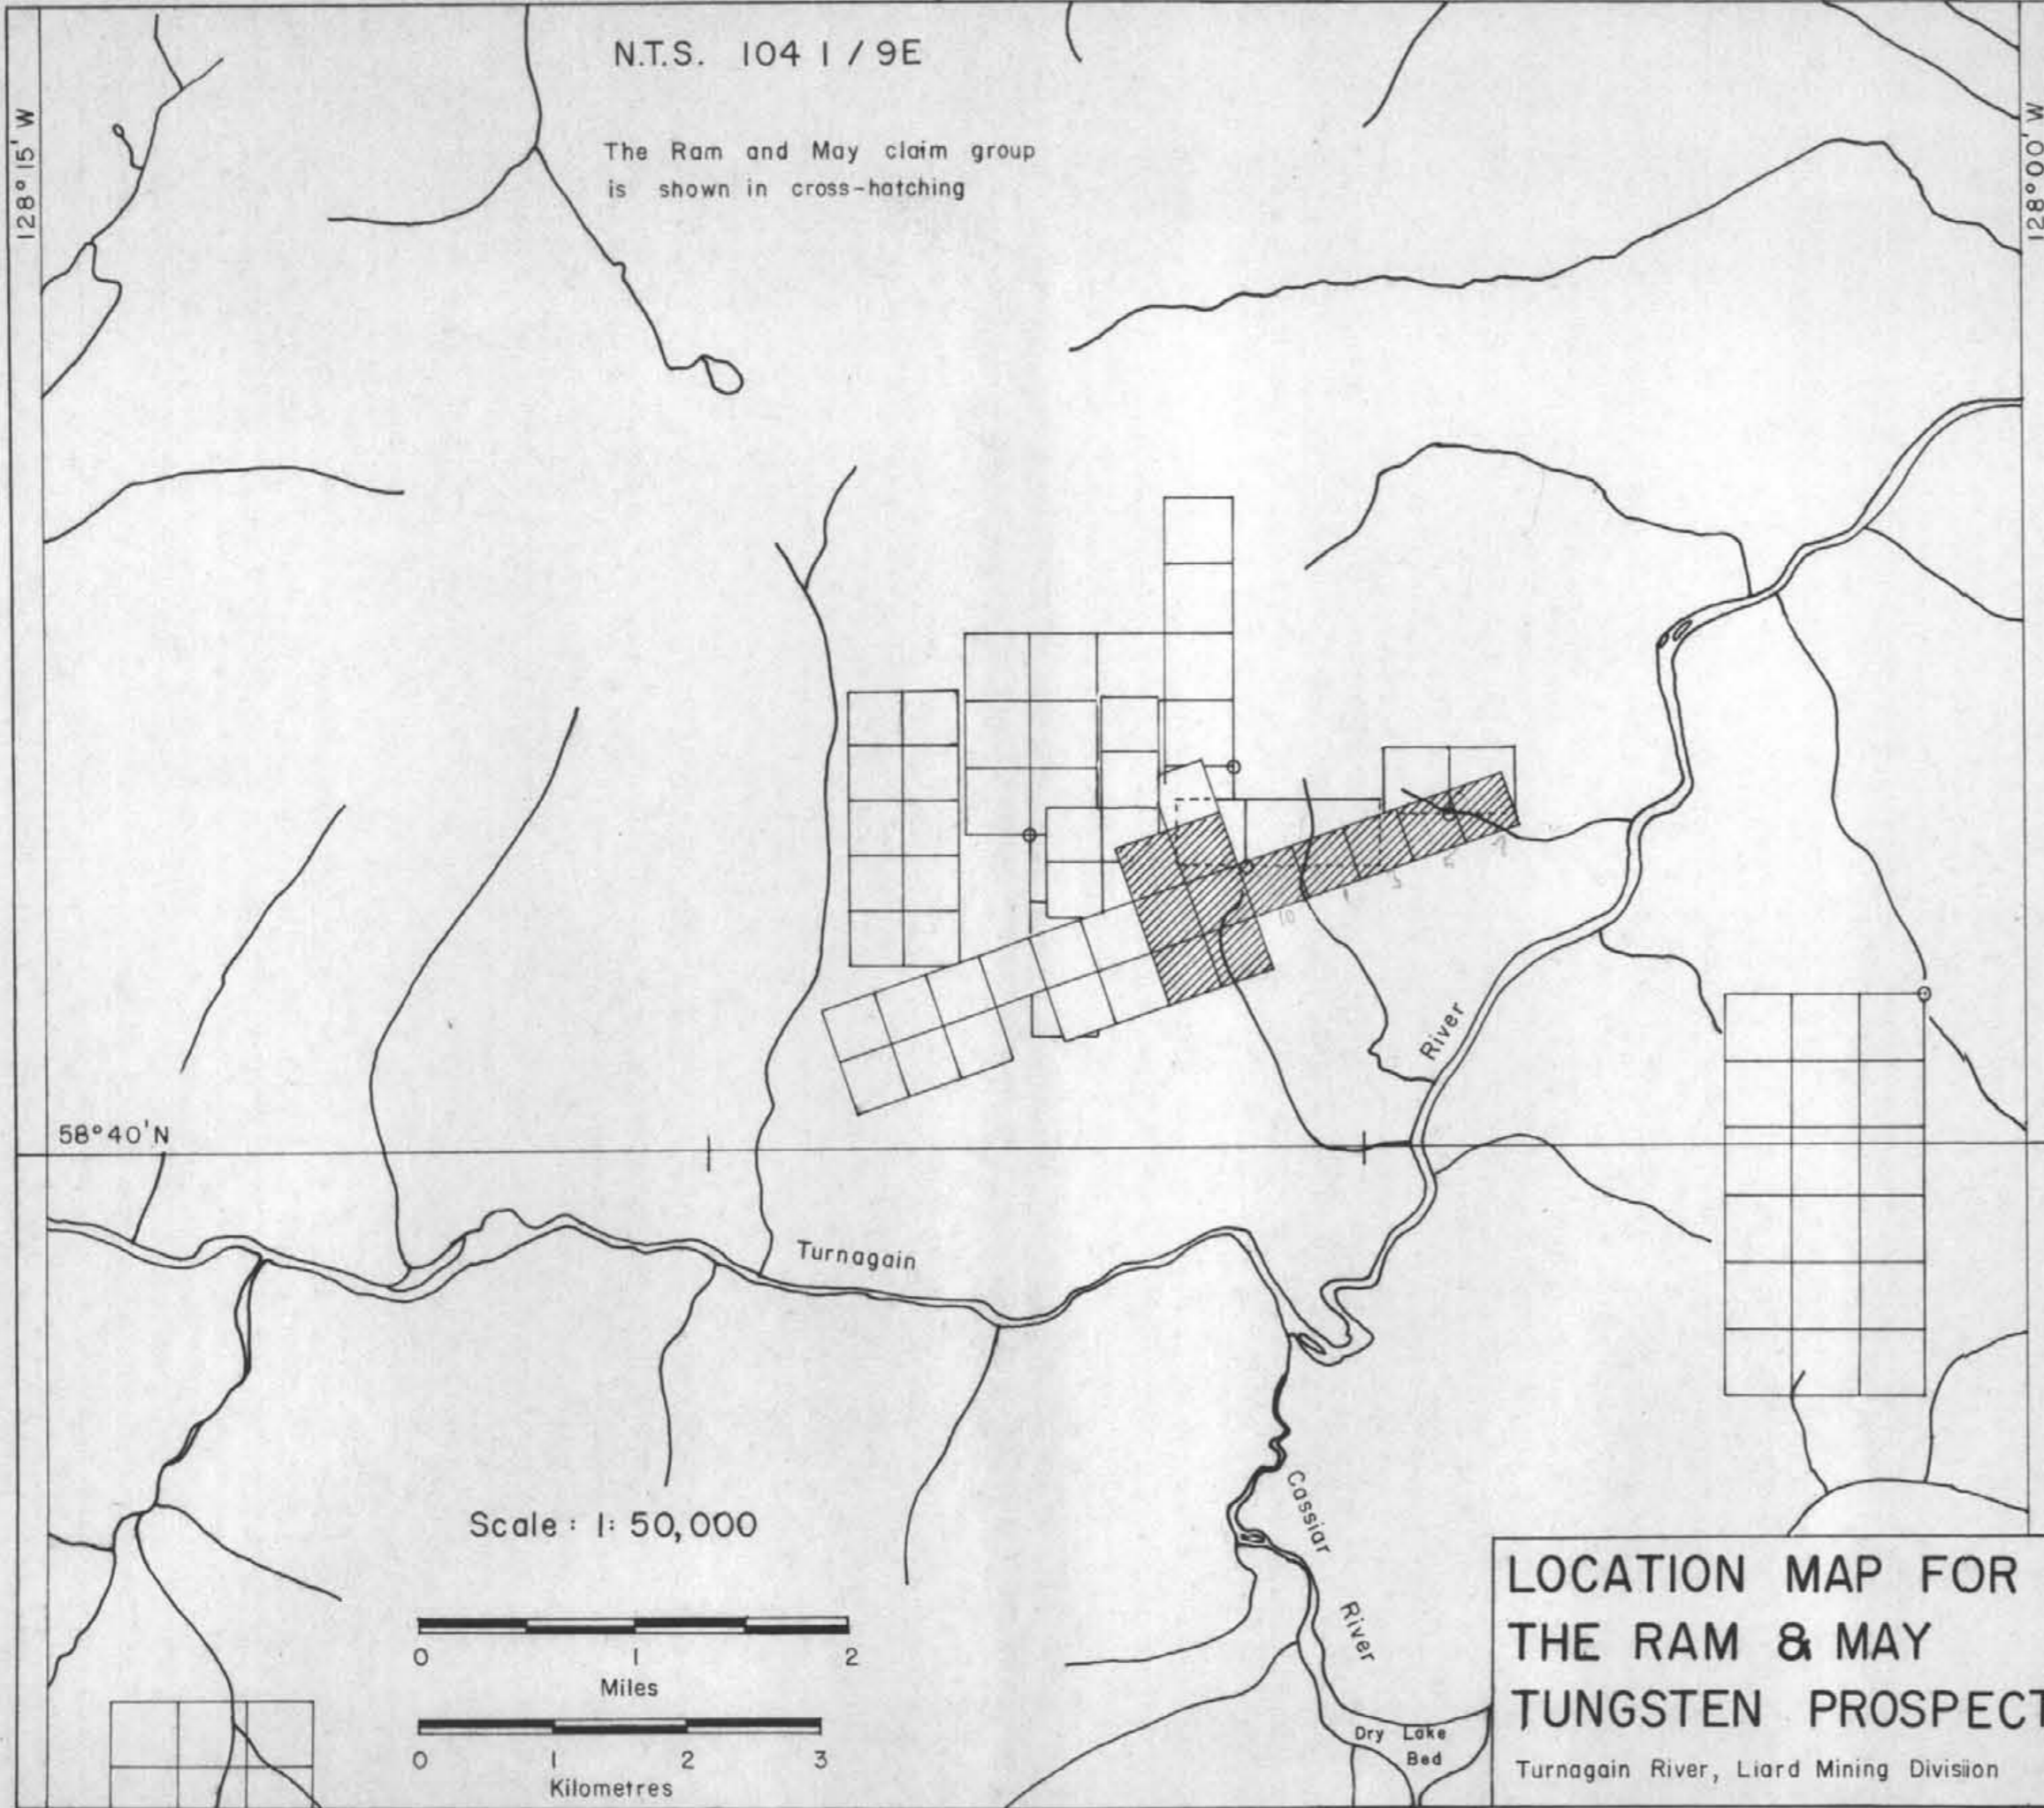 N.T.S. 104 I / 9E
The Ram and May claim group
is shown in cross-hatching
128°15' W
128°00' W
River
10
58°40'N
Turnagain
Cassiar
River
Scale : 1: 50,000
0 1 2
Miles
0 1 2 3
Kilometres
Dry Lake
Bed
LOCATION MAP FOR
THE RAM & MAY
TUNGSTEN PROSPECT
Turnagain River, Liard Mining Divisiion